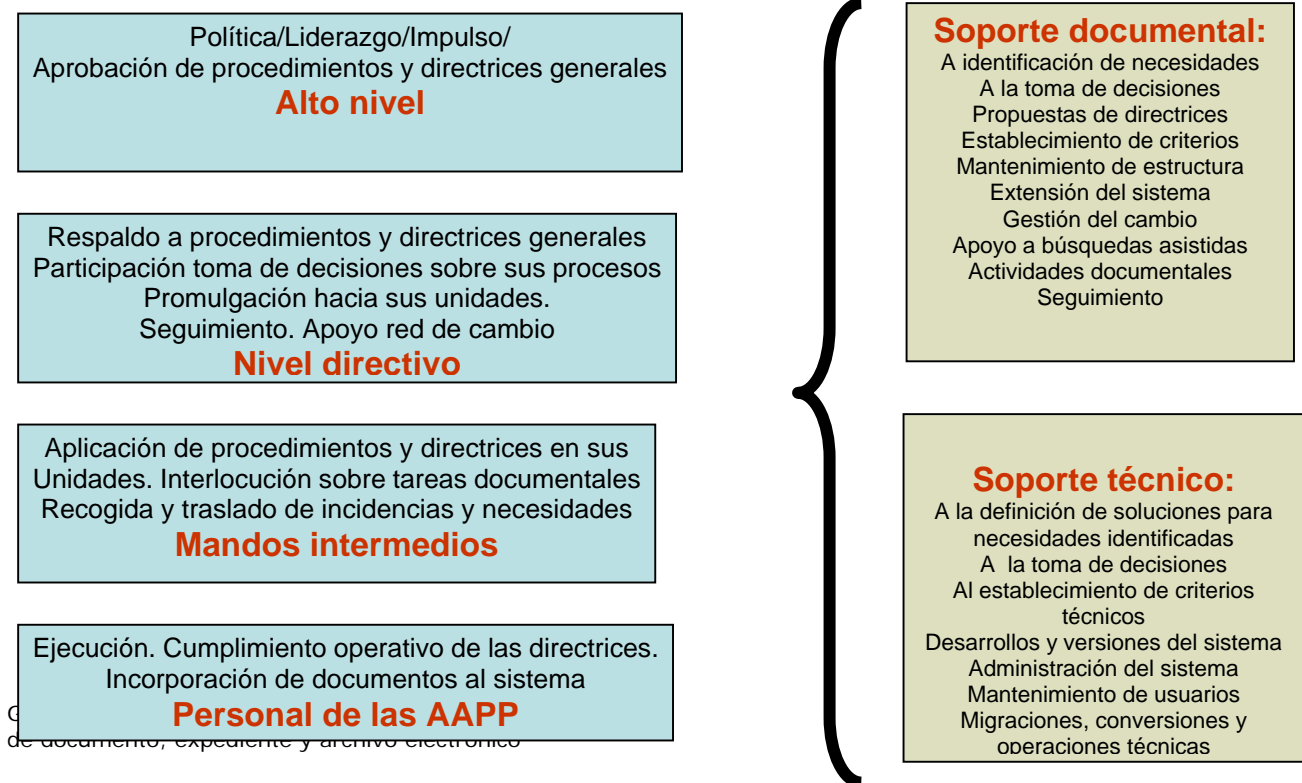 Política/Liderazgo/Impulso/
Aprobación de procedimientos y directrices generales
Alto nivel
Respaldo a procedimientos y directrices generales
Participación toma de decisiones sobre sus procesos
Promulgación hacia sus unidades.
Seguimiento. Apoyo red de cambio
Nivel directivo
Aplicación de procedimientos y directrices en sus
Unidades. Interlocución sobre tareas documentales
Recogida y traslado de incidencias y necesidades
Mandos intermedios
Ejecución. Cumplimiento operativo de las directrices.
Incorporación de documentos al sistema
Personal de las AAPP
de documento, expediente y archivo electrónico
Soporte documental:
A identificación de necesidades
A la toma de decisiones
Propuestas de directrices
Establecimiento de criterios
Mantenimiento de estructura
Extensión del sistema
Gestión del cambio
Apoyo a búsquedas asistidas
Actividades documentales
Seguimiento
Soporte técnico:
A la definición de soluciones para
necesidades identificadas
A la toma de decisiones
Al establecimiento de criterios
técnicos
Desarrollos y versiones del sistema
Administración del sistema
Mantenimiento de usuarios
Migraciones, conversiones y
operaciones técnicas